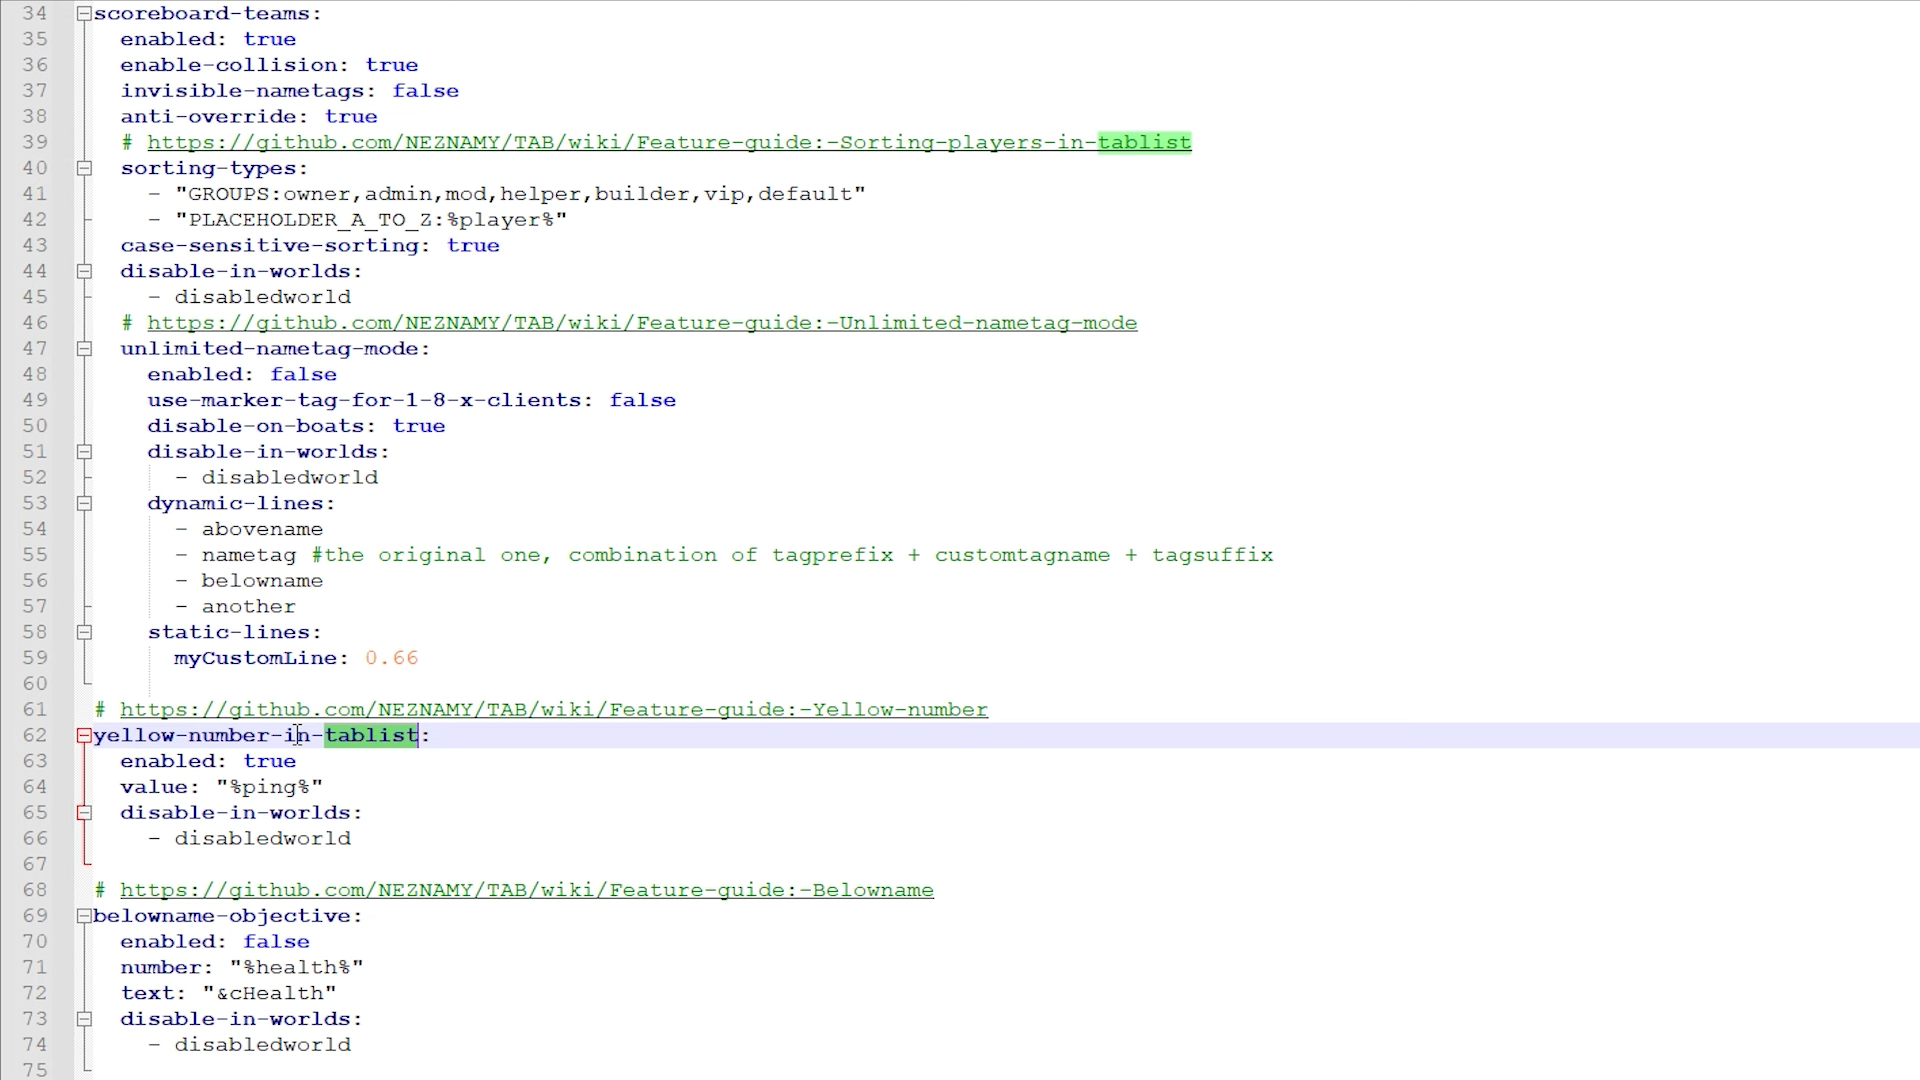 34 scoreboard-teams:
35 enabled: true
36 enable-collision: true
37 invisible-nametags: false
38 anti-override: true
39 # https://github.com/NEZNAMY/TAB/wiki/Feature-guide:-Sorting-players-in-tablist
40 sorting-types:
41 - "GROUPS:owner,admin,mod,helper,builder,vip,default"
42 - "PLACEHOLDER_A_TO_Z:%player%"
43 case-sensitive-sorting: true
44 disable-in-worlds:
45 - disabledworld
46 # https://github.com/NEZNAMY/TAB/wiki/Feature-guide:-Unlimited-nametag-mode
47 unlimited-nametag-mode:
48 enabled: false
49 use-marker-tag-for-1-8-x-clients: false
50 disable-on-boats: true
51 disable-in-worlds:
52 - disabledworld
53 dynamic-lines:
54 - abovename
55 - nametag #the original one, combination of tagprefix + customtagname + tagsuffix
56 - belowname
57 - another
58 static-lines:
59 myCustomLine: 0.66
60
61 # https://github.com/NEZNAMY/TAB/wiki/Feature-guide:-Yellow-number
62 yellow-number-in-tablist:
63 enabled: true
64 value: "%ping%"
65 disable-in-worlds:
66 - disabledworld
67
68 # https://github.com/NEZNAMY/TAB/wiki/Feature-guide:-Belowname
69 belowname-objective:
70 enabled: false
71 number: "%health%"
72 text: "&cHealth"
73 disable-in-worlds:
74 - disabledworld
75